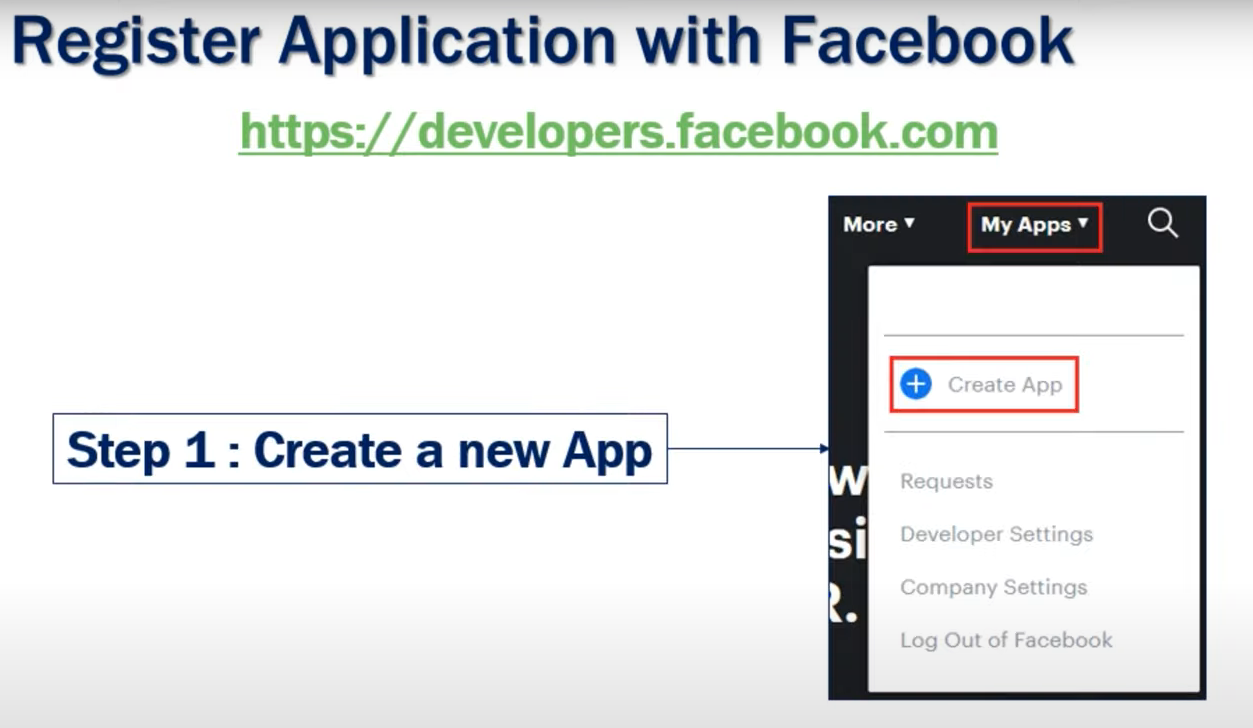 Register Application with Facebook
https://developers.facebook.com
More ▼ My Apps ▼
Create App
Step 1 : Create a new App
Requests
Developer Settings
Company Settings
Log Out of Facebook